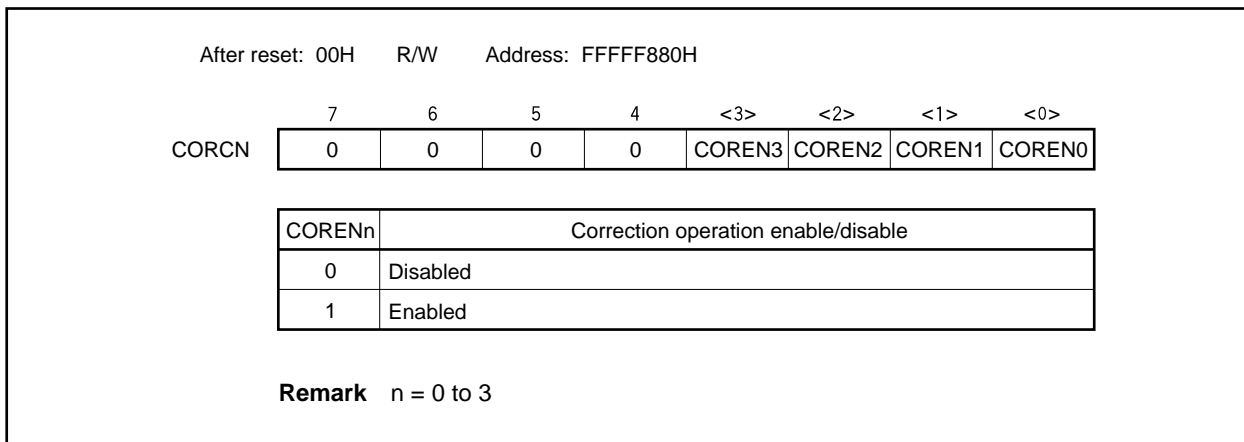 After reset: 00H R/W Address: FFFFF880H
7 6 5 4 <3> <2> <1> <0>
CORCN 0 0 0 0 COREN3 COREN2 COREN1 COREN0
CORENn Correction operation enable/disable
0 Disabled
1 Enabled
Remark n = 0 to 3